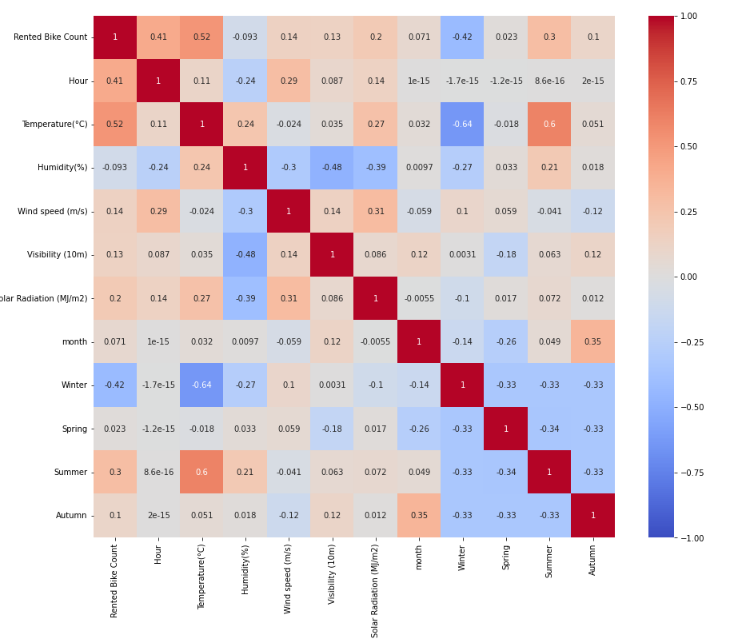 Rented Bike Count 1 0.41 0.52 -0.093 0.14 0.13 0.2 0.071 -0.42 0.023 0.3 0.1
Hour 0.41 1 0.11 -0.24 0.29 0.087 0.14 1e-15 -1.7e-15 -1.2e-15 8.6e-16 2e-15
Temperature(°C) 0.52 0.11 1 0.24 -0.024 0.035 0.27 0.032 -0.64 -0.018 0.6 0.051
Humidity(%) -0.093 -0.24 0.24 1 -0.3 -0.48 -0.39 0.0097 -0.27 0.033 0.21 0.018
Wind speed (m/s) 0.14 0.29 -0.024 -0.3 1 0.14 0.31 -0.059 0.1 0.059 -0.041 -0.12
Visibility (10m) 0.13 0.087 0.035 -0.48 0.14 1 0.086 0.12 0.0031 -0.18 0.063 0.12
olar Radiation (MJ/m2) 0.2 0.14 0.27 -0.39 0.31 0.086 1 -0.0055 -0.1 0.017 0.072 0.012
month 0.071 1e-15 0.032 0.0097 -0.059 0.12 -0.0055 1 -0.14 -0.26 0.049 0.35
Winter -0.42 -1.7e-15 -0.64 -0.27 0.1 0.0031 -0.1 -0.14 1 -0.33 -0.33 -0.33
Spring 0.023 -1.2e-15 -0.018 0.033 0.059 -0.18 0.017 -0.26 -0.33 1 -0.34 -0.33
Summer 0.3 8.6e-16 0.6 0.21 -0.041 0.063 0.072 0.049 -0.33 -0.34 1 -0.33
Autumn 0.1 2e-15 0.051 0.018 -0.12 0.12 0.012 0.35 -0.33 -0.33 -0.33 1
Rented Bike Count
Hour
Temperature(°C)
Humidity(%)
Wind speed (m/s)
Visibility (10m)
Solar Radiation (MJ/m2)
month
Winter
Spring
Summer
Autumn
1.00
0.75
0.50
0.25
0.00
−0.25
−0.50
−0.75
−1.00